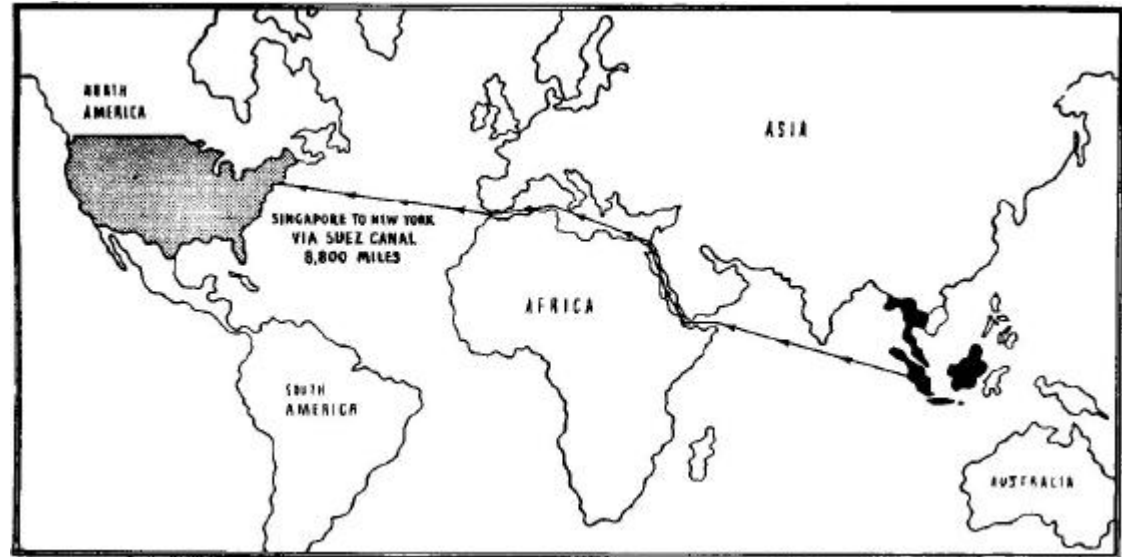 NORTH
AMERICA
ASIA
SINGAPORE TO NEW YORK
VIA SUEZ CANAL
8,800 MILES
AFRICA
SOUTH
AMERICA
AUSTRALIA